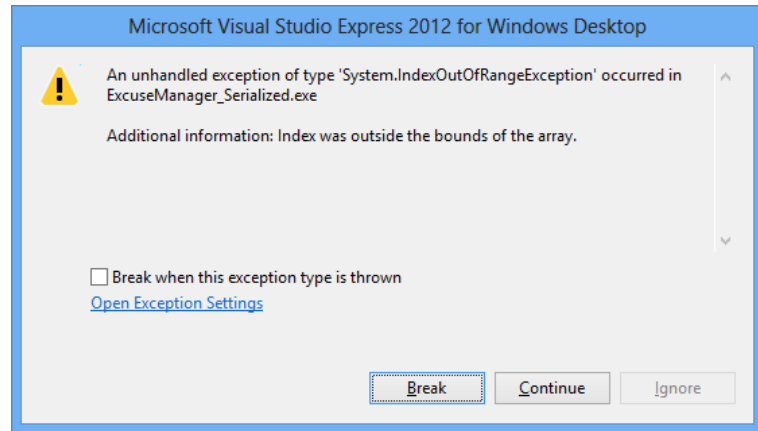 Microsoft Visual Studio Express 2012 for Windows Desktop
An unhandled exception of type 'System.IndexOutOfRangeException' occurred in
ExcuseManager_Serialized.exe
Additional information: Index was outside the bounds of the array.
Break when this exception type is thrown
Open Exception Settings
Break
Continue
Ignore